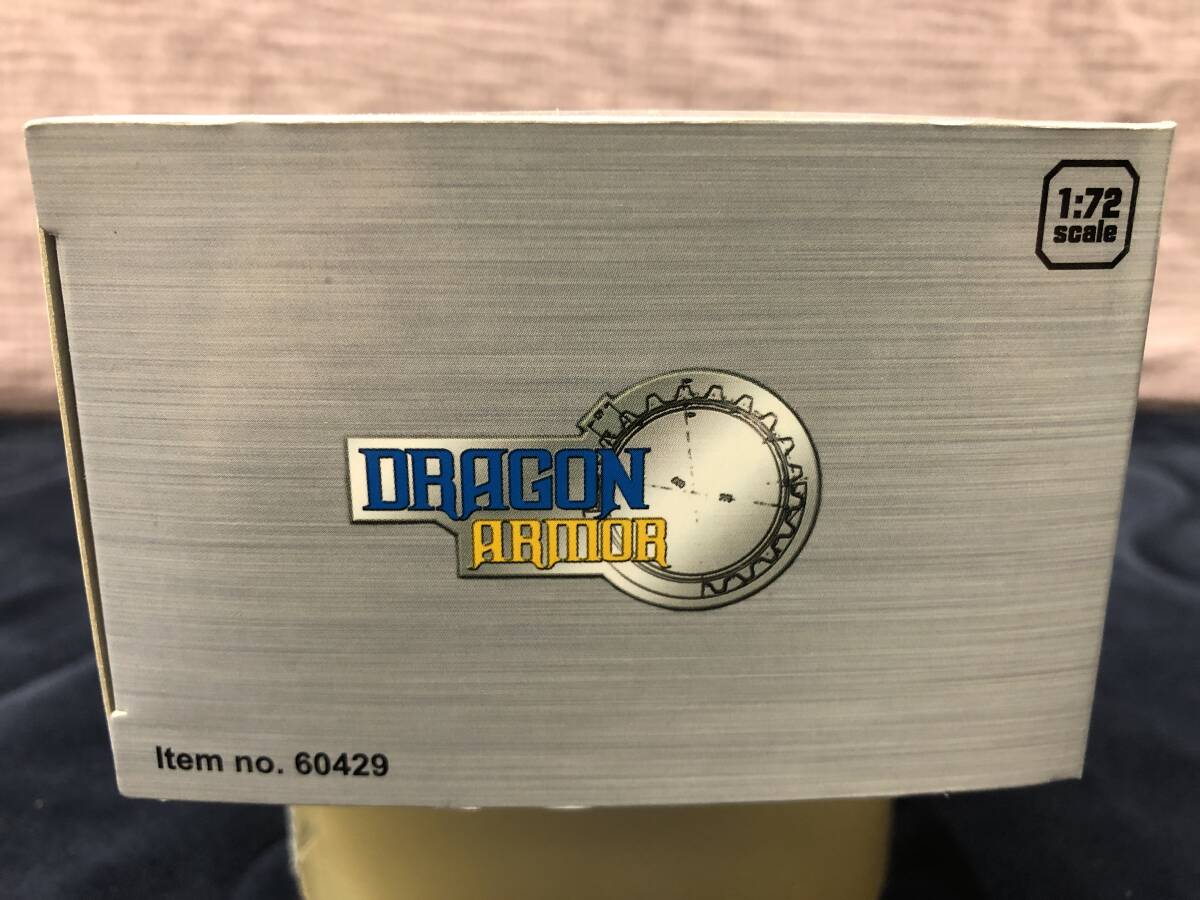 1:72
scale
DRAGON
ARMOR
Item no. 60429